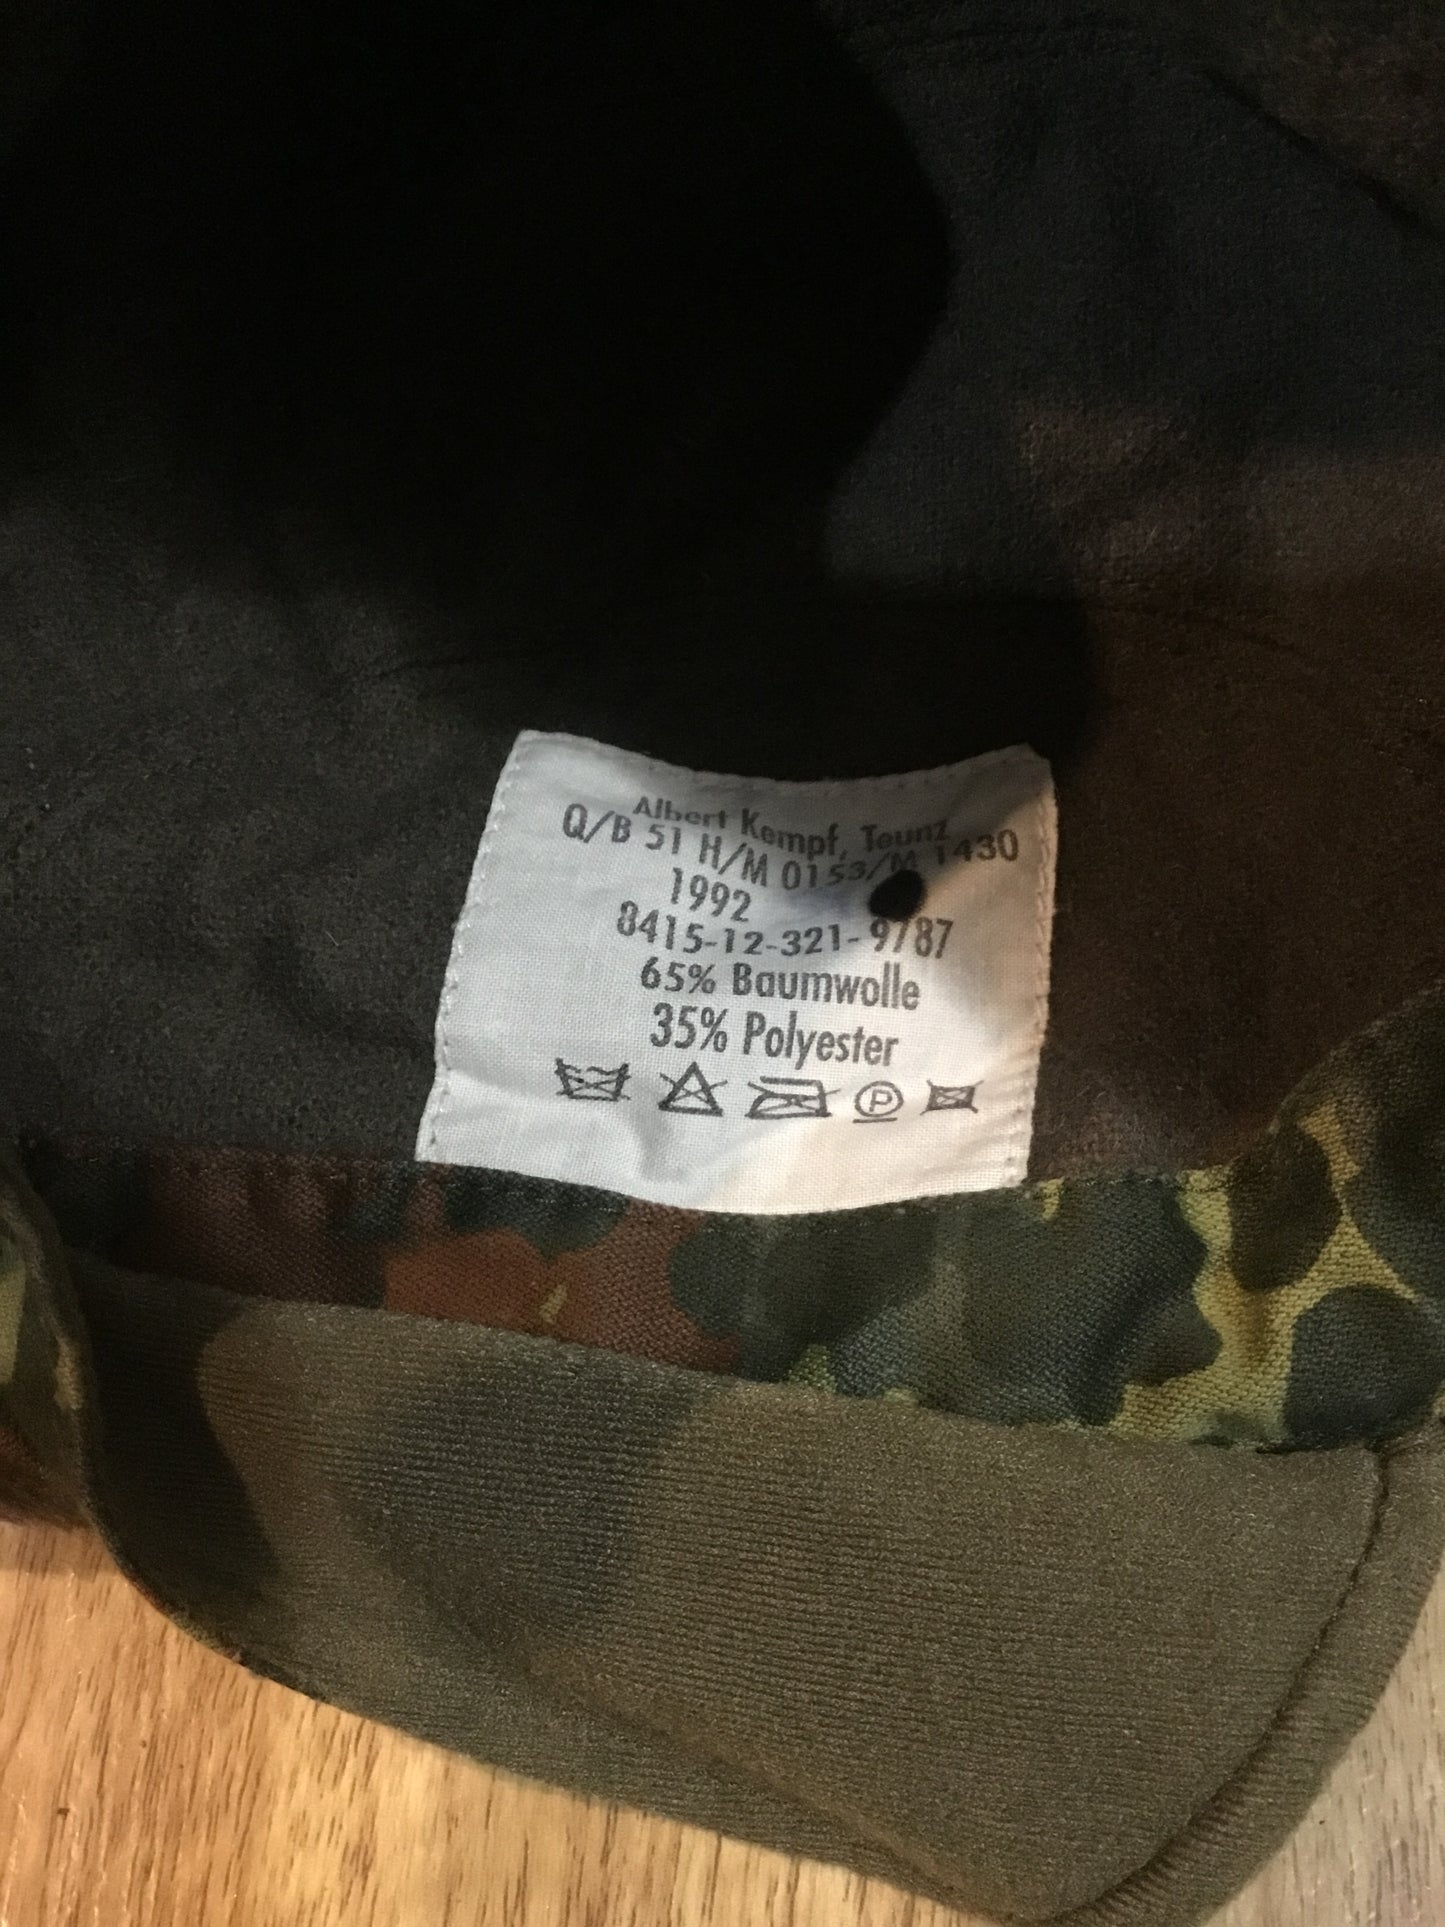 Albert Kempf, Teunz
Q/B 51 H/M 0153/M 1430
1992
8415-12-321-9787
65% Baumwolle
35% Polyester
P